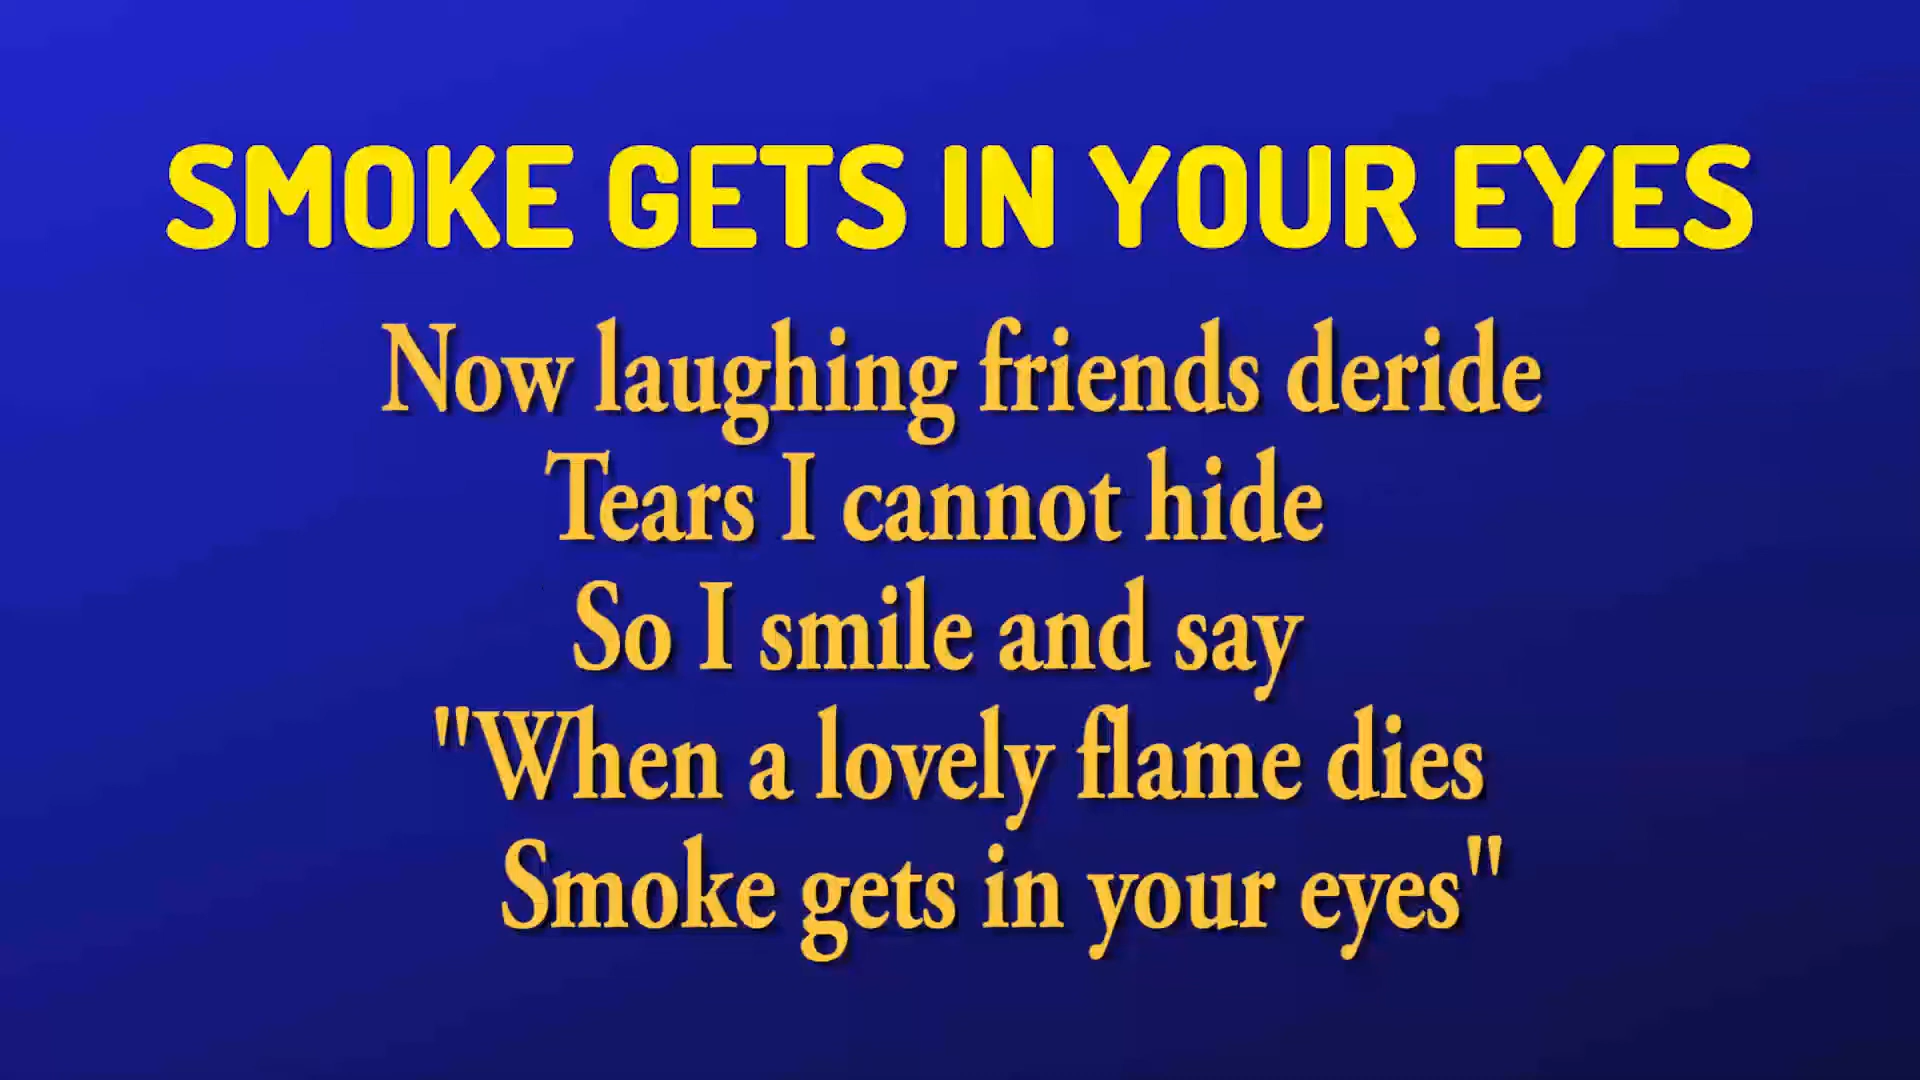 SMOKE GETS IN YOUR EYES
Now laughing friends deride
Tears I cannot hide
So I smile and say
"When a lovely flame dies
Smoke gets in your eyes"